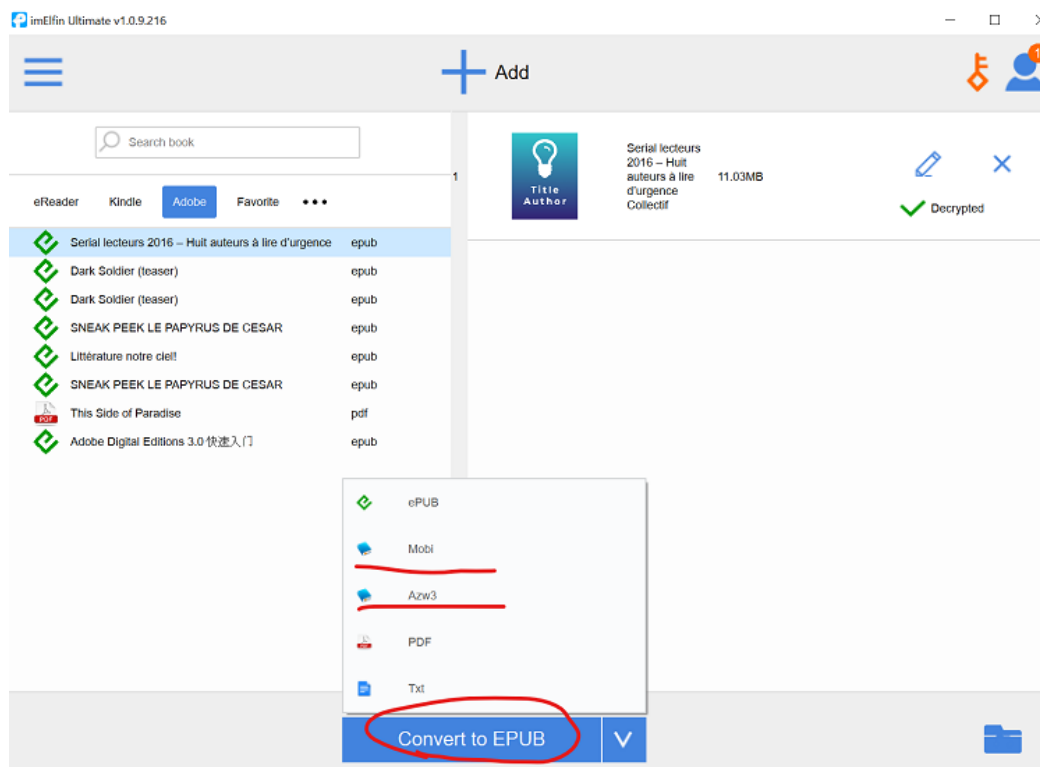 imElfin Ultimate v1.0.9.216
Add
1
Search book
eReader Kindle Adobe Favorite •••
Serial lecteurs 2016 – Huit auteurs à lire d'urgence epub
Dark Soldier (teaser) epub
Dark Soldier (teaser) epub
SNEAK PEEK LE PAPYRUS DE CESAR epub
Littérature notre ciel! epub
SNEAK PEEK LE PAPYRUS DE CESAR epub
PDF
This Side of Paradise pdf
Adobe Digital Editions 3.0 快速入门 epub
1
Title
Author
Serial lecteurs
2016 – Huit
auteurs à lire
d'urgence
Collectif
11.03MB
Decrypted
ePUB
Mobi
Azw3
PDF
PDF
Txt
Convert to EPUB